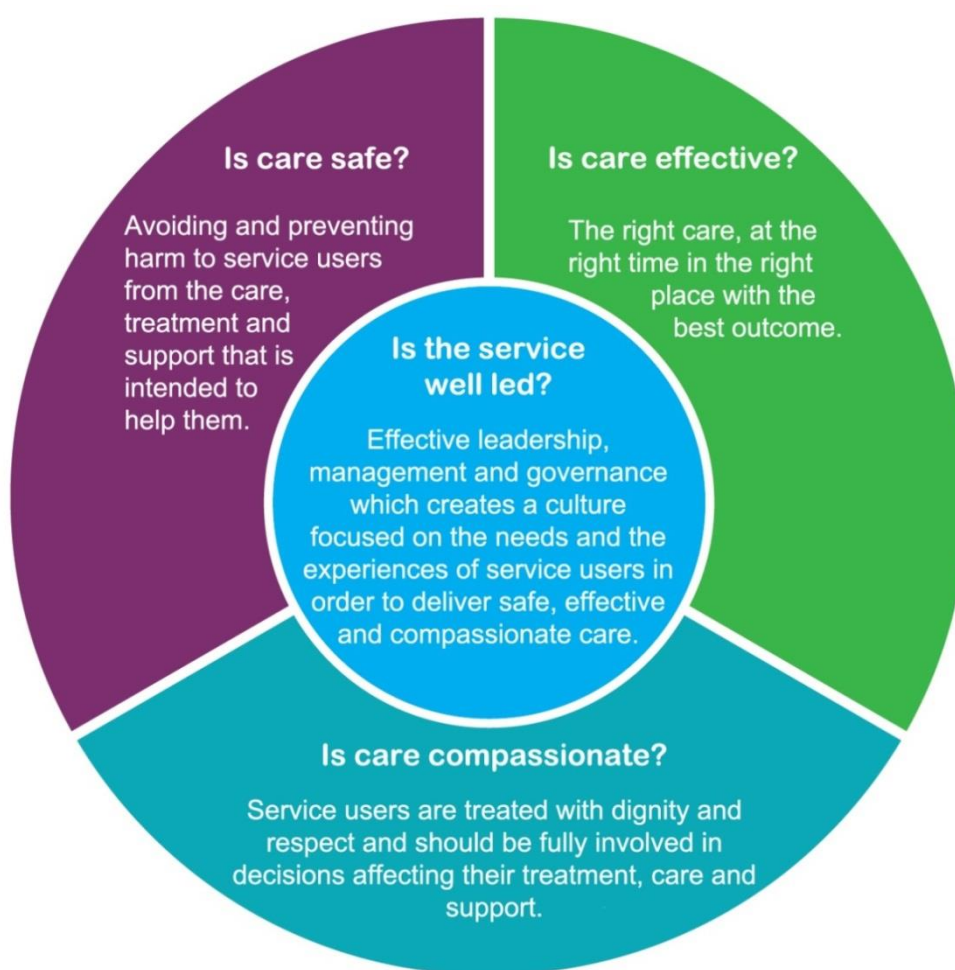 Is care safe?
Avoiding and preventing
harm to service users
from the care,
treatment and
support that is
intended to
help them.
Is care effective?
The right care, at the
right time in the right
place with the
best outcome.
Is the service
well led?
Effective leadership,
management and governance
which creates a culture
focused on the needs and the
experiences of service users in
order to deliver safe, effective
and compassionate care.
Is care compassionate?
Service users are treated with dignity and
respect and should be fully involved in
decisions affecting their treatment, care and
support.